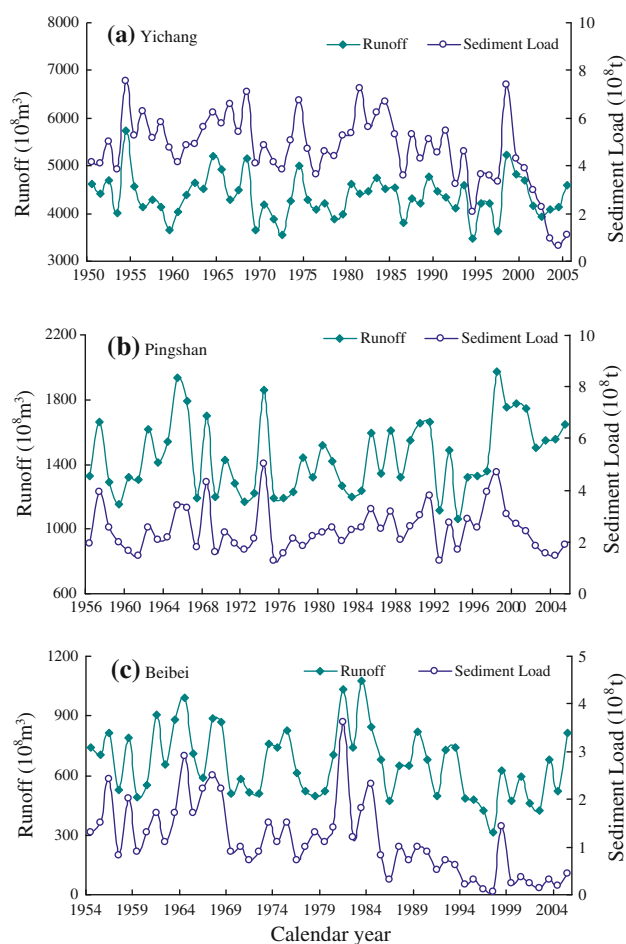 (a) Yichang
Runoff
Sediment Load
Runoff (10⁸m³)
8000
7000
6000
5000
4000
3000
Sediment Load (10⁸t)
10
8
6
4
2
0
1950 1955 1960 1965 1970 1975 1980 1985 1990 1995 2000 2005
(b) Pingshan
Runoff
Sediment Load
Runoff (10⁸m³)
2200
1800
1400
1000
600
Sediment Load (10⁸t)
10
8
6
4
2
0
1956 1960 1964 1968 1972 1976 1980 1984 1988 1992 1996 2000 2004
(c) Beibei
Runoff
Sediment Load
Runoff (10⁸m³)
1200
900
600
300
0
Sediment Load (10⁸t)
5
4
3
2
1
0
1954 1959 1964 1969 1974 1979 1984 1989 1994 1999 2004
Calendar year